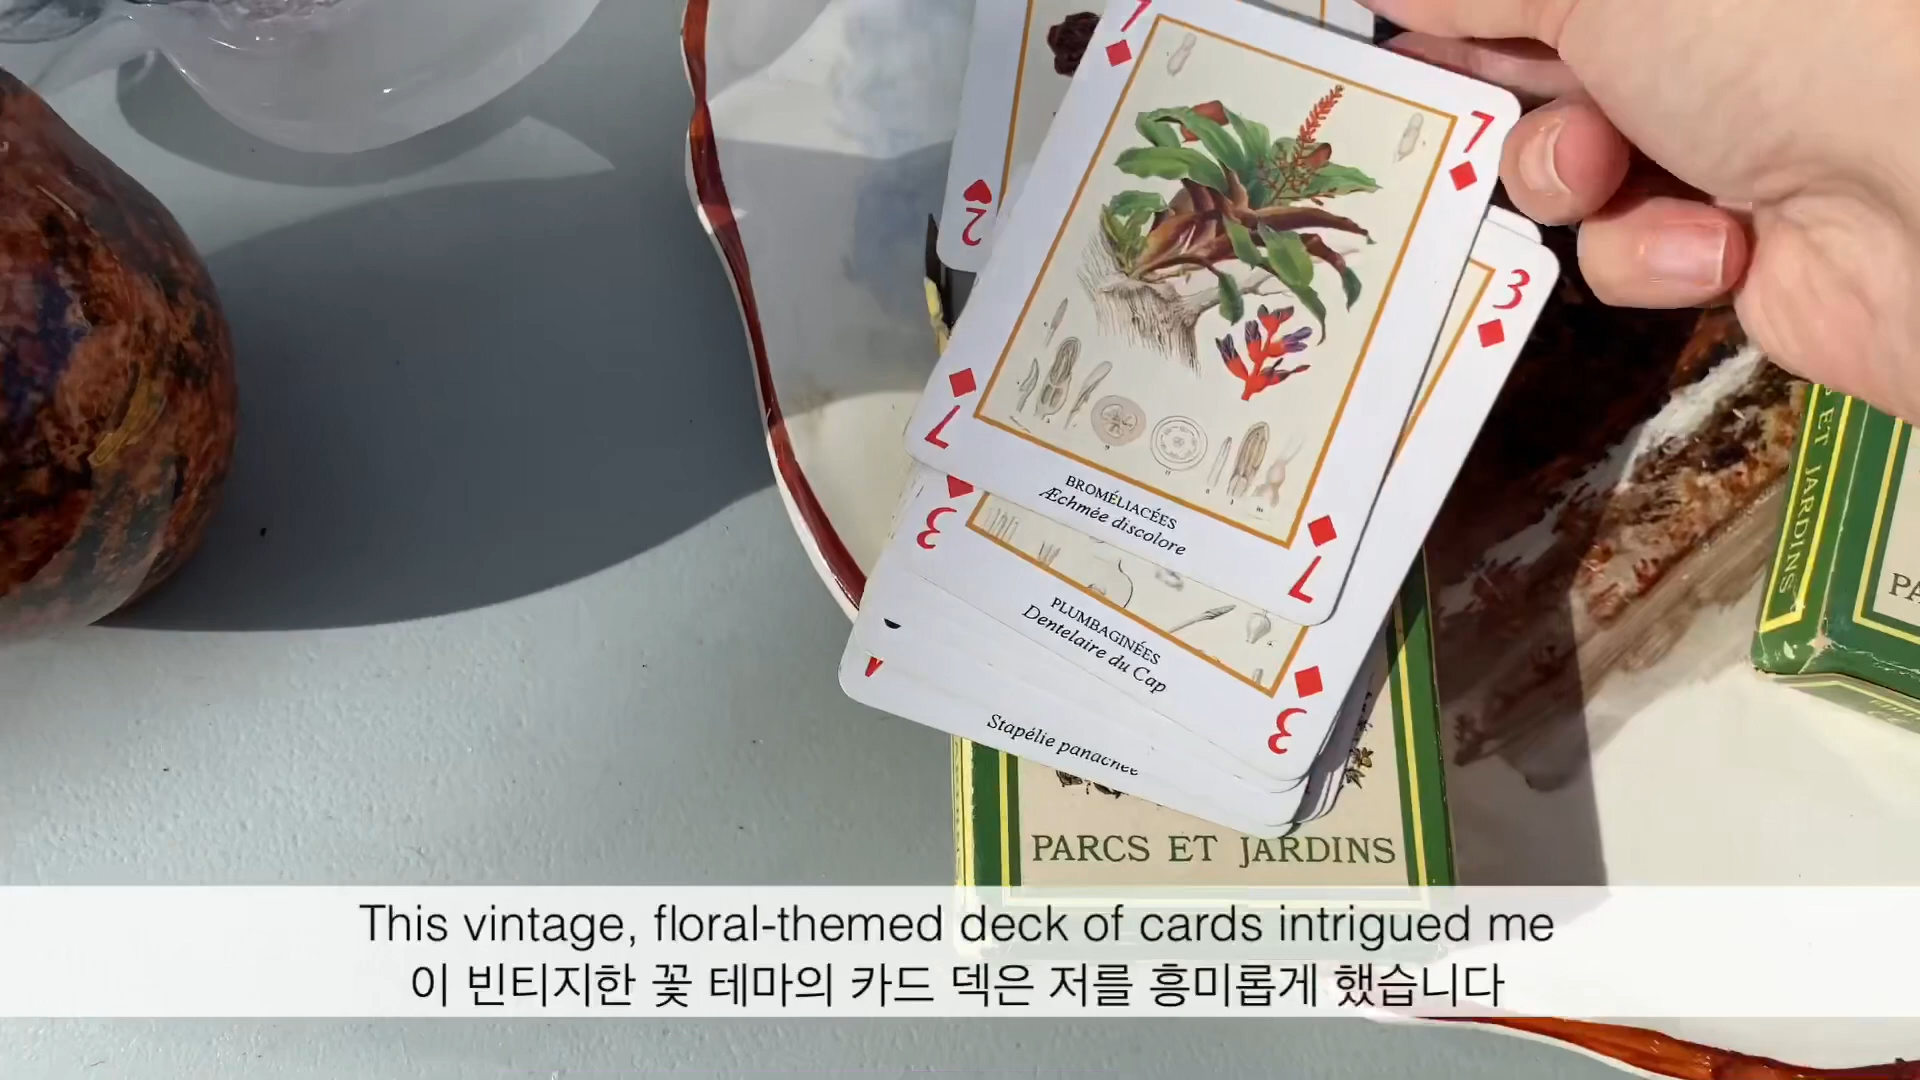 7
7
2
3
BROMÉLIACÉES
Æchmée discolore
7
7
3
PLUMBAGINÉES
Dentelaire du Cap
3
Stapélie panachée
PARCS ET JARDINS
ET JARDINS
PA
This vintage, floral-themed deck of cards intrigued me
이 빈티지한 꽃 테마의 카드 덱은 저를 흥미롭게 했습니다